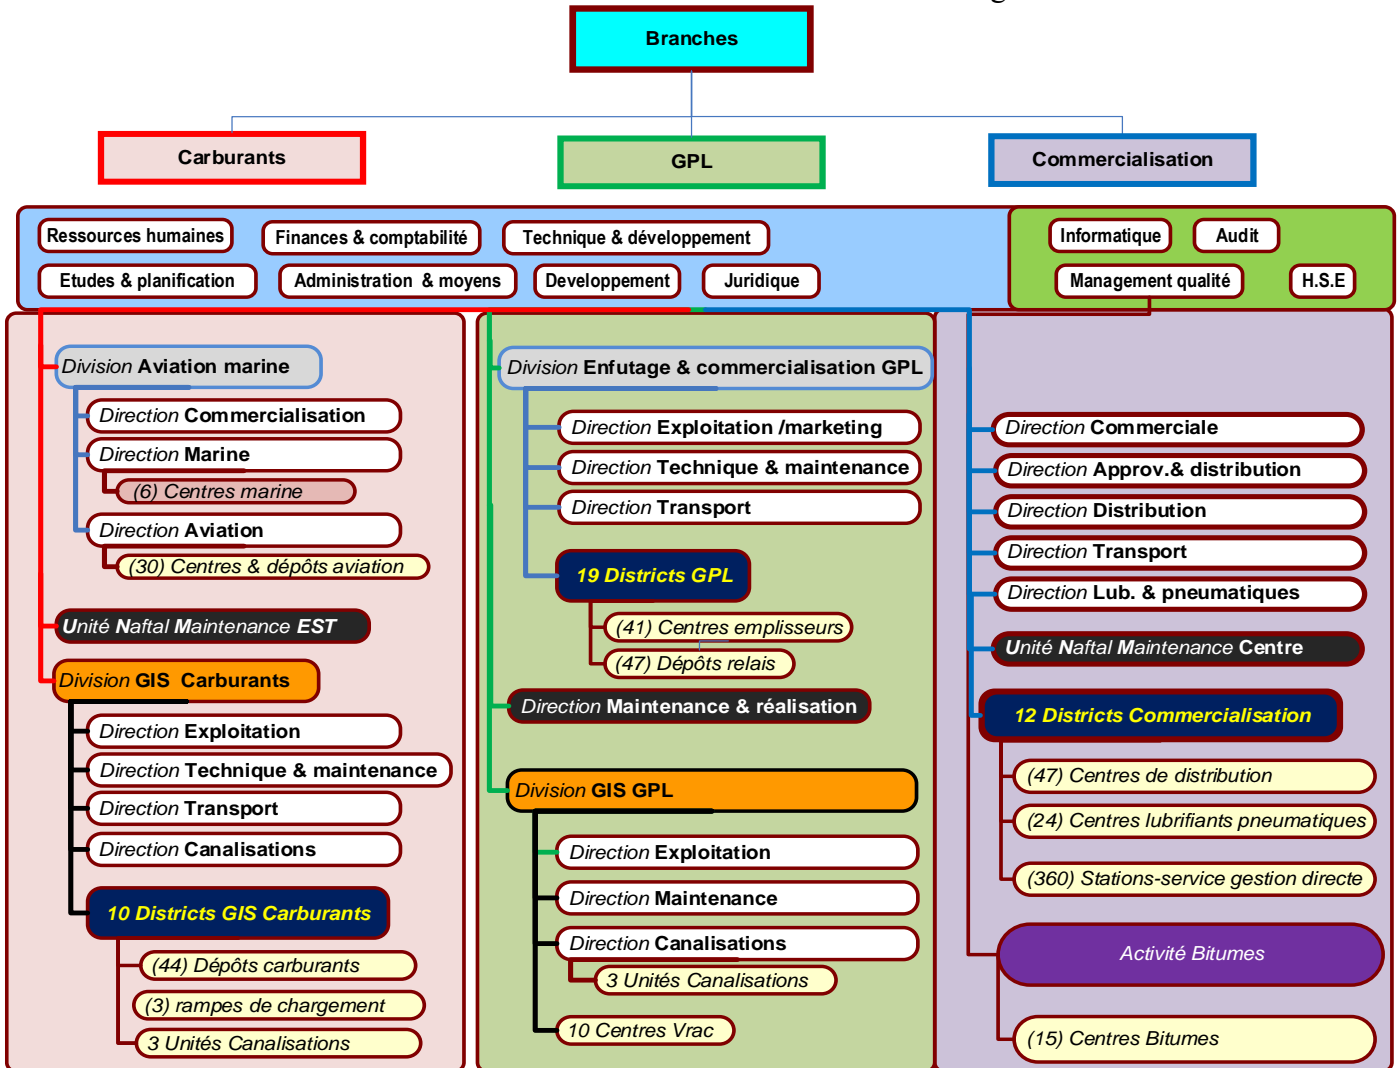 Branches
Carburants
GPL
Commercialisation
Ressources humaines
Finances & comptabilité
Technique & développement
Informatique
Audit
Etudes & planification
Administration & moyens
Developpement
Juridique
Management qualité
H.S.E
Division Aviation marine
Direction Commercialisation
Direction Marine
(6) Centres marine
Direction Aviation
(30) Centres & dépôts aviation
Unité Naftal Maintenance EST
Division GIS Carburants
Direction Exploitation
Direction Technique & maintenance
Direction Transport
Direction Canalisations
10 Districts GIS Carburants
(44) Dépôts carburants
(3) rampes de chargement
3 Unités Canalisations
Division Enfutage & commercialisation GPL
Direction Exploitation /marketing
Direction Technique & maintenance
Direction Transport
19 Districts GPL
(41) Centres emplisseurs
(47) Dépôts relais
Direction Maintenance & réalisation
Division GIS GPL
Direction Exploitation
Direction Maintenance
Direction Canalisations
3 Unités Canalisations
10 Centres Vrac
Direction Commerciale
Direction Approv.& distribution
Direction Distribution
Direction Transport
Direction Lub. & pneumatiques
Unité Naftal Maintenance Centre
12 Districts Commercialisation
(47) Centres de distribution
(24) Centres lubrifiants pneumatiques
(360) Stations-service gestion directe
Activité Bitumes
(15) Centres Bitumes